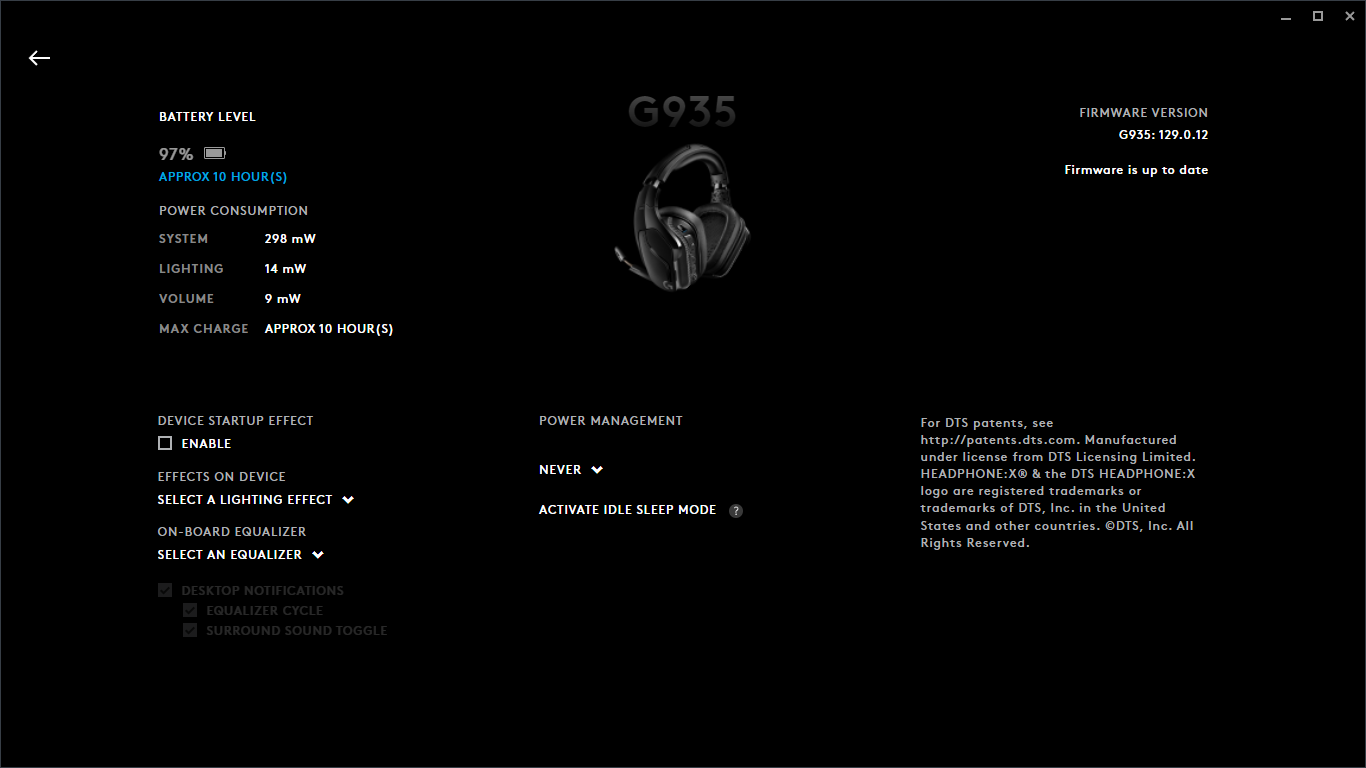 G935
BATTERY LEVEL
97%
APPROX 10 HOUR(S)
POWER CONSUMPTION
SYSTEM 298 mW
LIGHTING 14 mW
VOLUME 9 mW
MAX CHARGE APPROX 10 HOUR(S)
FIRMWARE VERSION
G935: 129.0.12
Firmware is up to date
DEVICE STARTUP EFFECT
ENABLE
EFFECTS ON DEVICE
SELECT A LIGHTING EFFECT
ON-BOARD EQUALIZER
SELECT AN EQUALIZER
DESKTOP NOTIFICATIONS
EQUALIZER CYCLE
SURROUND SOUND TOGGLE
POWER MANAGEMENT
NEVER
ACTIVATE IDLE SLEEP MODE ?
For DTS patents, see
http://patents.dts.com. Manufactured
under license from DTS Licensing Limited.
HEADPHONE:X® & the DTS HEADPHONE:X
logo are registered trademarks or
trademarks of DTS, Inc. in the United
States and other countries. ©DTS, Inc. All
Rights Reserved.